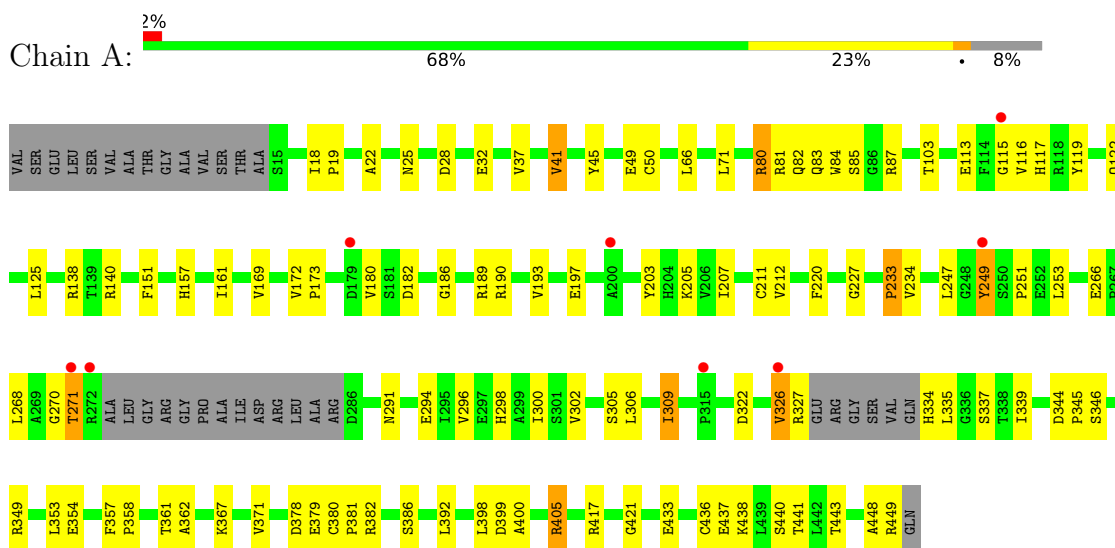 2%
Chain A:
68% 23% • 8%
VAL SER GLU LEU SER VAL ALA THR GLY ALA VAL SER THR ALA S15 I18 P19 A22 N25 D28 E32 V37 V41 Y45 E49 C50 L66 L71 R80 R81 Q82 Q83 W84 S85 G86 R87 T103 E113 F114 G115 V116 H117 R118 Y119
L125 R138 T139 R140 F151 H157 I161 V169 V172 P173 D179 V180 S181 D182 G186 R189 R190 V193 E197 A200 Y203 H204 K205 V206 I207 C211 V212 F220 G227 P233 V234 L247 G248 Y249 S250 P251 E252 L253 E266
L268 A269 G270 T271 R272 ALA LEU GLY ARG GLY PRO ALA ILE ASP ARG LEU ALA ARG D286 N291 E294 I295 V296 E297 H298 A299 I300 S301 V302 S305 L306 I309 P315 D322 V326 R327 GLU ARG GLY SER VAL GLN H334 L335 G336 S337 T338 I339 D344 P345 S346
R349 L353 E354 F357 P358 T361 A362 K367 V371 D378 E379 C380 P381 R382 S386 L392 L398 D399 A400 R405 R417 G421 E433 C436 E437 K438 L439 S440 T441 L442 T443 A448 R449 GLN